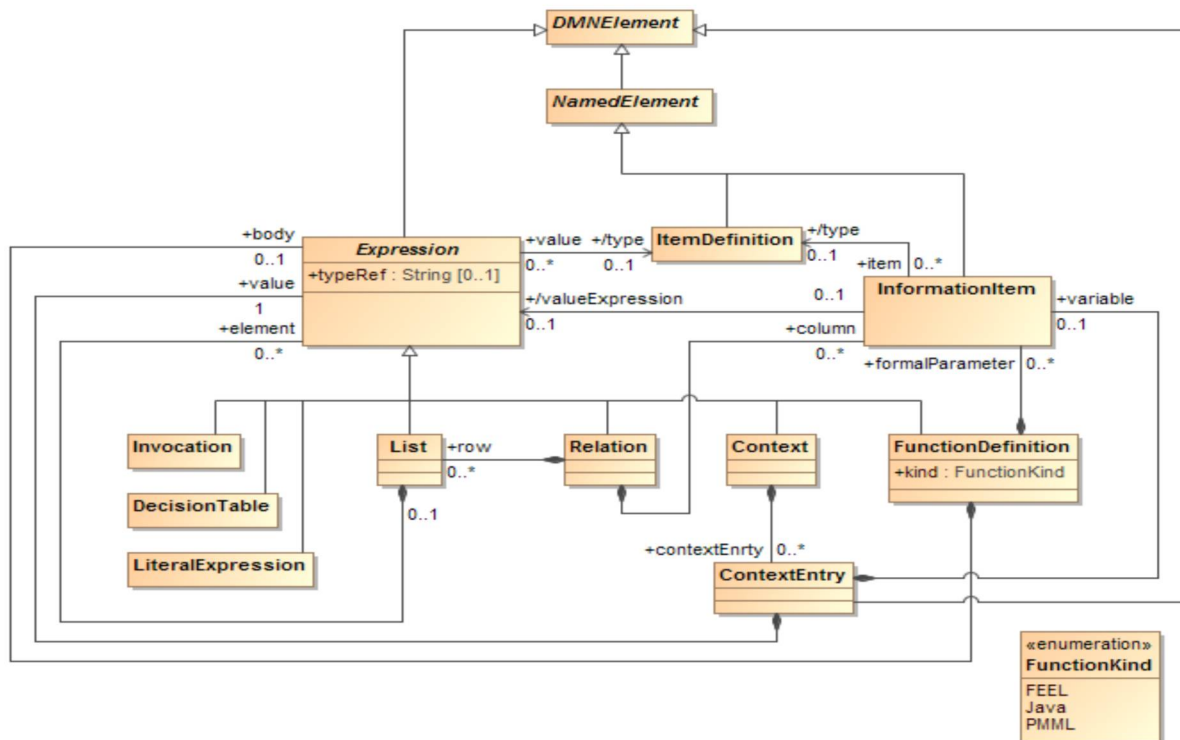 DMNElement
NamedElement
+body
0..1
+value
1
+element
0..*
Expression
+typeRef : String [0..1]
+value
0..*
+/type
0..1
ItemDefinition
+/type
0..1
+item
0..*
InformationItem
+/valueExpression
0..1
0..1
+column
0..*
+variable
0..1
+formalParameter
0..*
Invocation
List
+row
0..*
Relation
Context
FunctionDefinition
+kind : FunctionKind
DecisionTable
0..1
LiteralExpression
+contextEnrty
0..*
ContextEntry
«enumeration»
FunctionKind
FEEL
Java
PMML